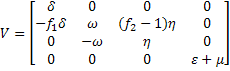 V = [ δ 0 0 0
−f₁δ ω (f₂ − 1)η 0
0 −ω η 0
0 0 0 ε + μ ]